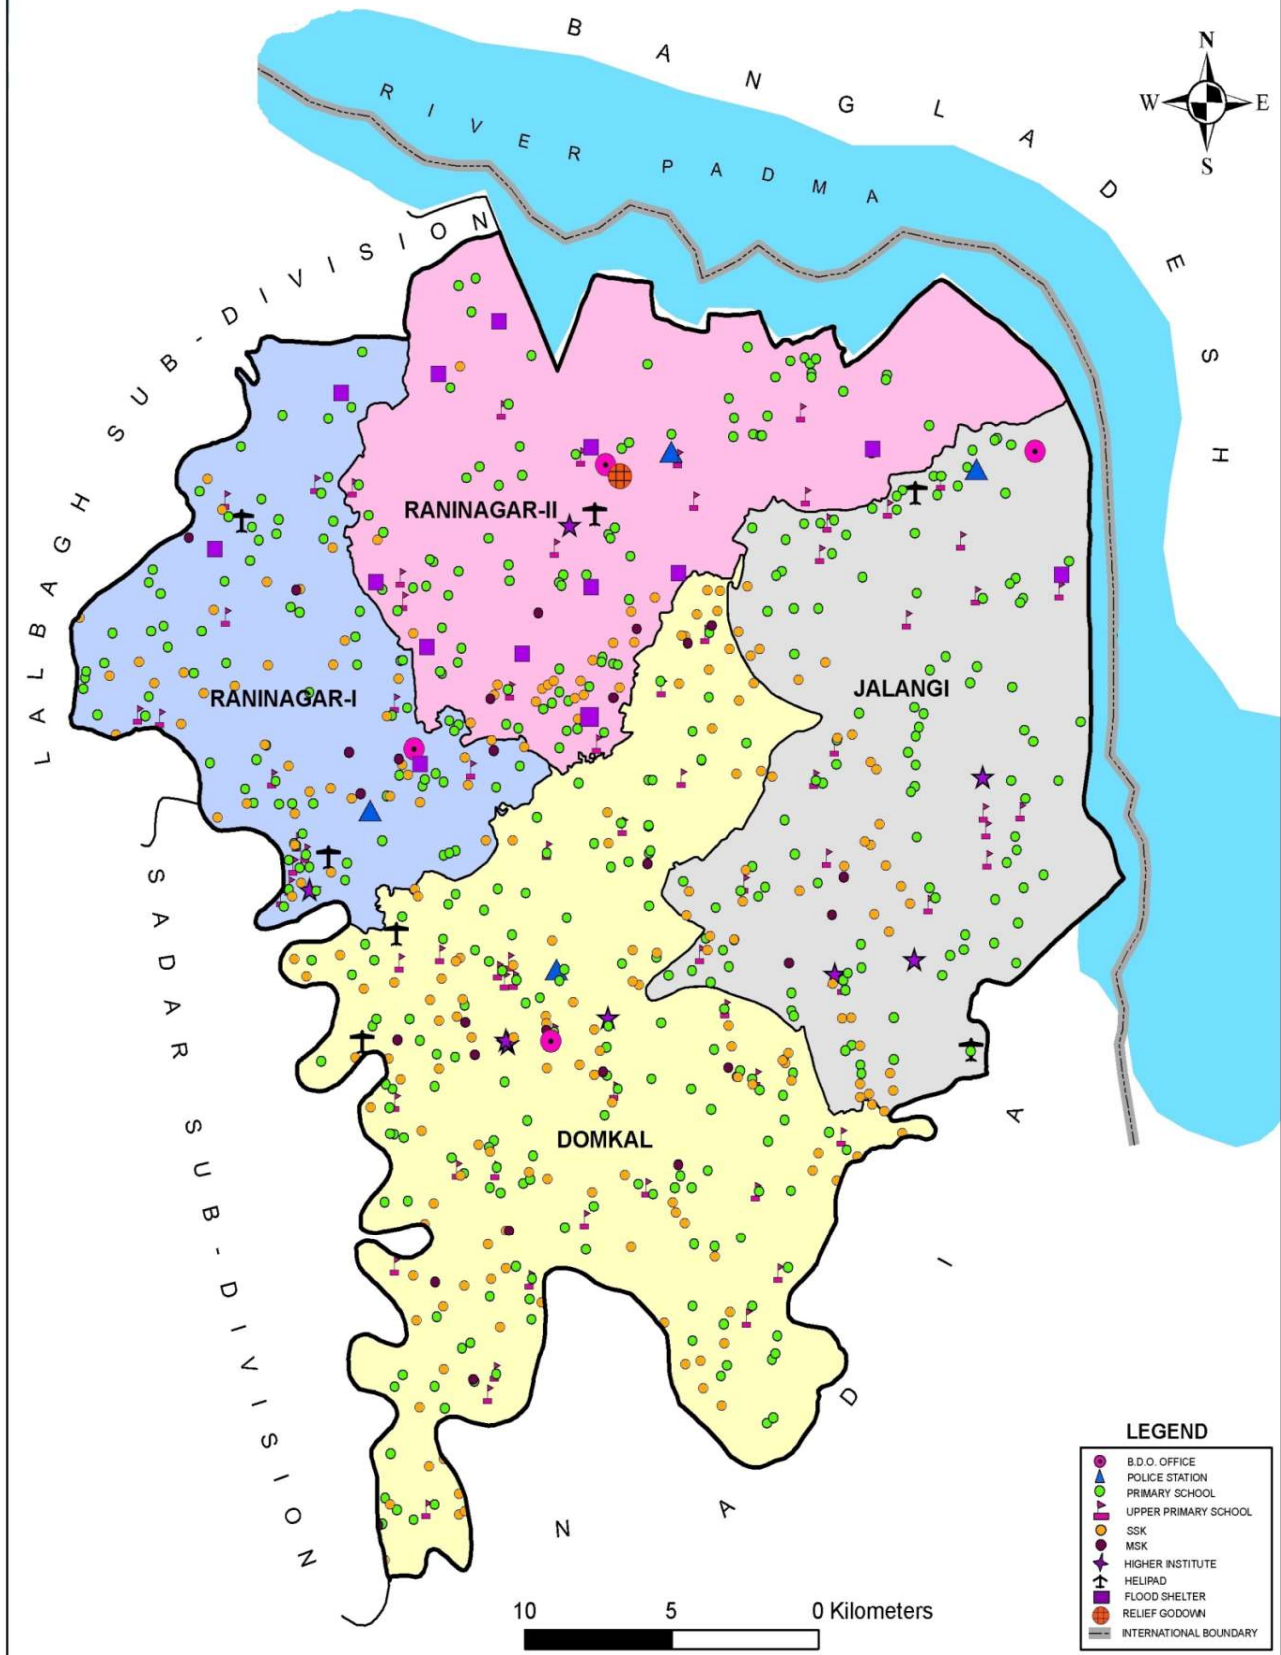 BANGLADESH
RIVER PADMA
N
W E
S
LALBAGH SUB-DIVISION
RANINAGAR-II
RANINAGAR-I
JALANGI
DOMKAL
SADAR SUB-DIVISION
NADIA
LEGEND
B.D.O. OFFICE
POLICE STATION
PRIMARY SCHOOL
UPPER PRIMARY SCHOOL
SSK
MSK
HIGHER INSTITUTE
HELIPAD
FLOOD SHELTER
RELIEF GODOWN
INTERNATIONAL BOUNDARY
10 5 0 Kilometers